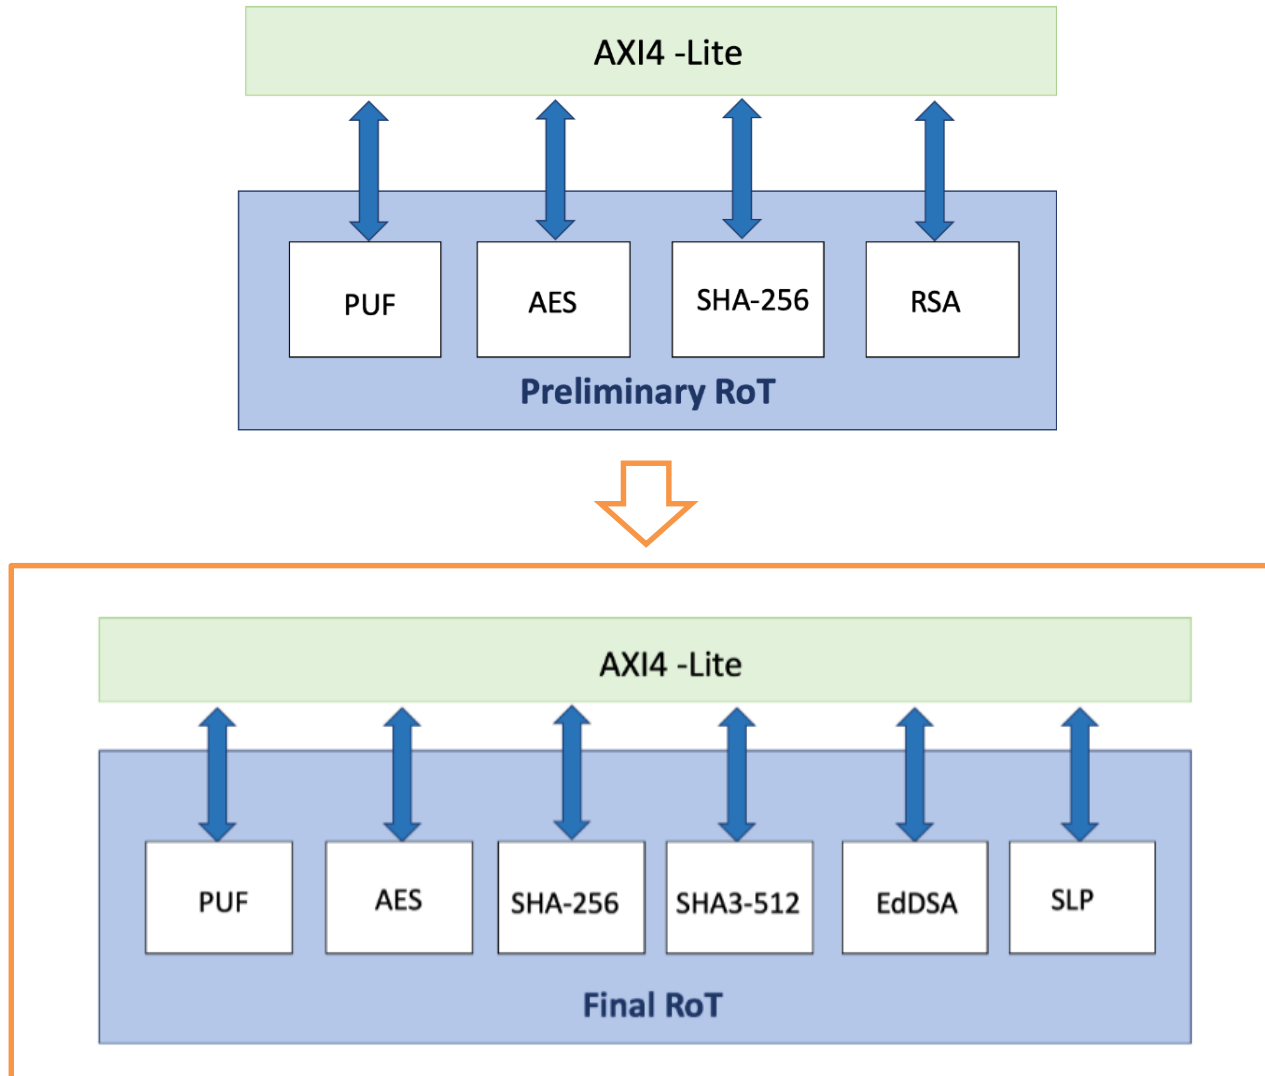 AXI4 -Lite
PUF
AES
SHA-256
RSA
Preliminary RoT
AXI4 -Lite
PUF
AES
SHA-256
SHA3-512
EdDSA
SLP
Final RoT